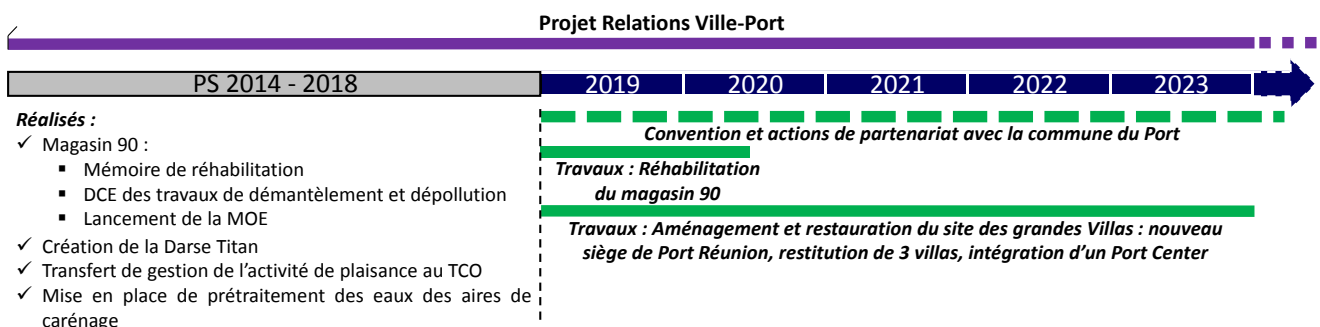 Projet Relations Ville-Port
PS 2014 - 2018
2019
2020
2021
2022
2023
Réalisés :
✓ Magasin 90 :
▪ Mémoire de réhabilitation
▪ DCE des travaux de démantèlement et dépollution
▪ Lancement de la MOE
✓ Création de la Darse Titan
✓ Transfert de gestion de l'activité de plaisance au TCO
✓ Mise en place de prétraitement des eaux des aires de
carénage
Convention et actions de partenariat avec la commune du Port
Travaux : Réhabilitation
du magasin 90
Travaux : Aménagement et restauration du site des grandes Villas : nouveau
siège de Port Réunion, restitution de 3 villas, intégration d'un Port Center